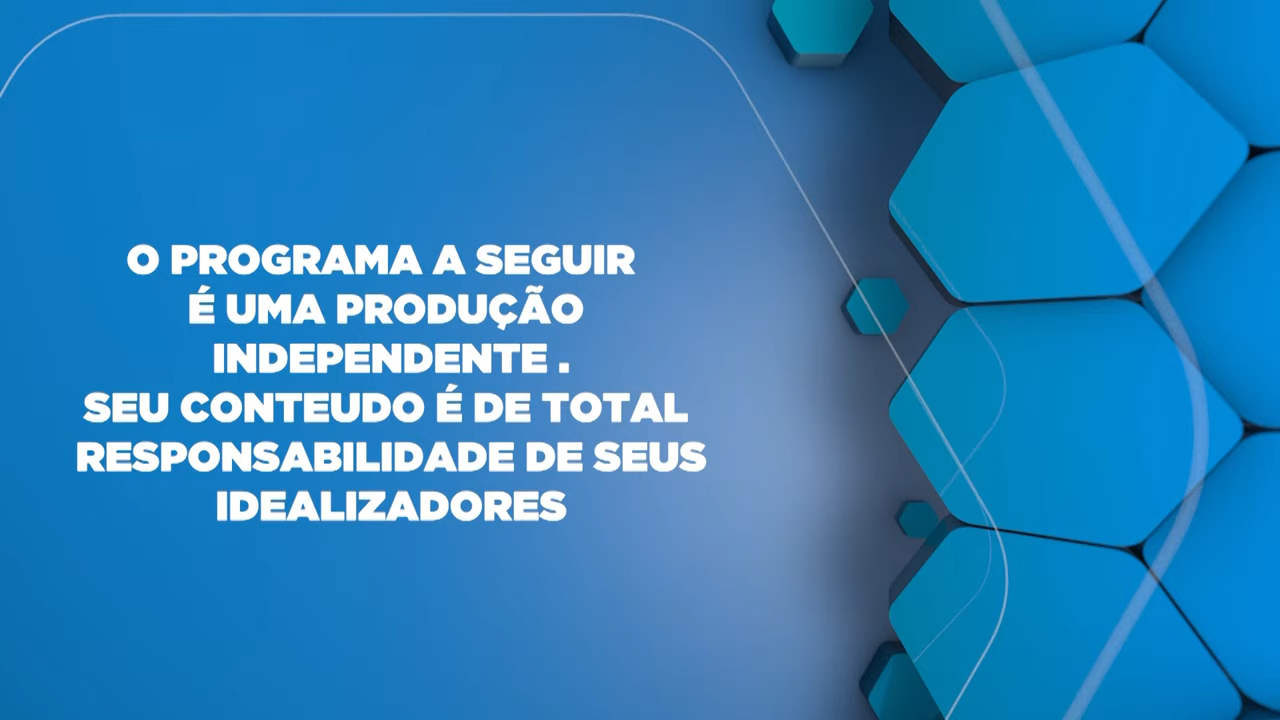 O PROGRAMA A SEGUIR
É UMA PRODUÇÃO
INDEPENDENTE .
SEU CONTEUDO É DE TOTAL
RESPONSABILIDADE DE SEUS
IDEALIZADORES